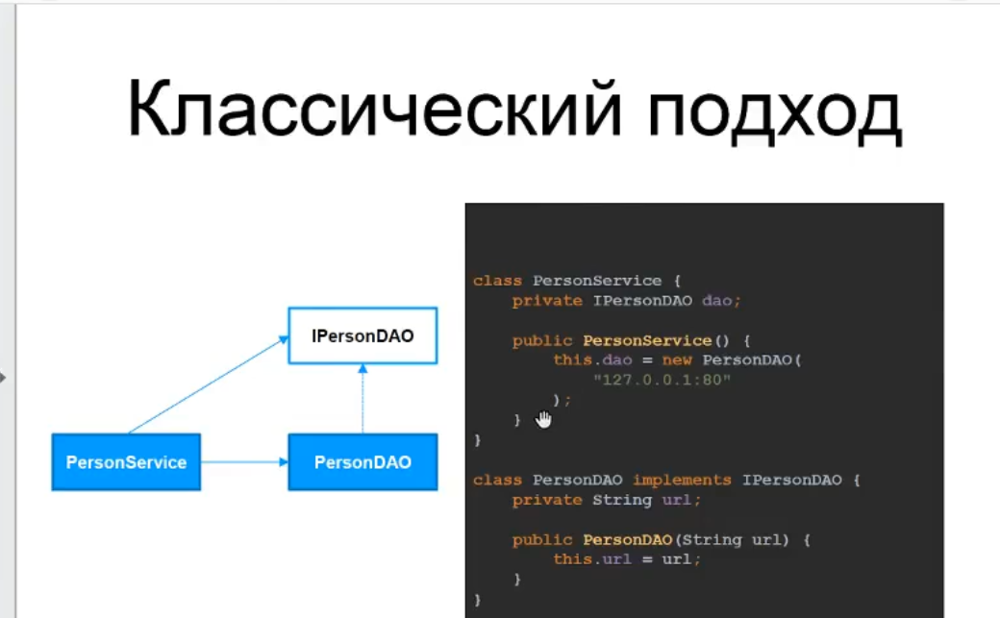 Классический подход
IPersonDAO
PersonService
PersonDAO
class PersonService {
    private IPersonDAO dao;
    public PersonService() {
        this.dao = new PersonDAO(
            "127.0.0.1:80"
        );
    }
}
class PersonDAO implements IPersonDAO {
    private String url;
    public PersonDAO(String url) {
        this.url = url;
    }
}